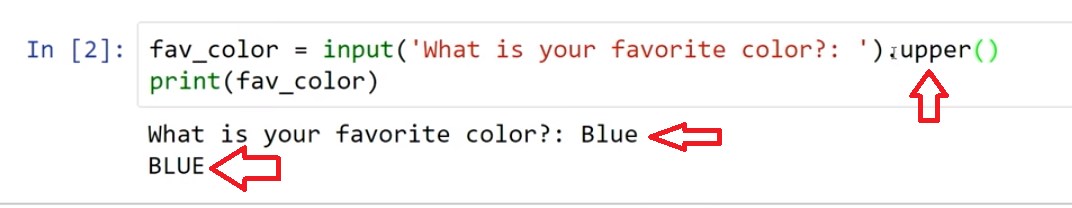 In [2]: fav_color = input('What is your favorite color?: ').upper()
print(fav_color)
What is your favorite color?: Blue
BLUE